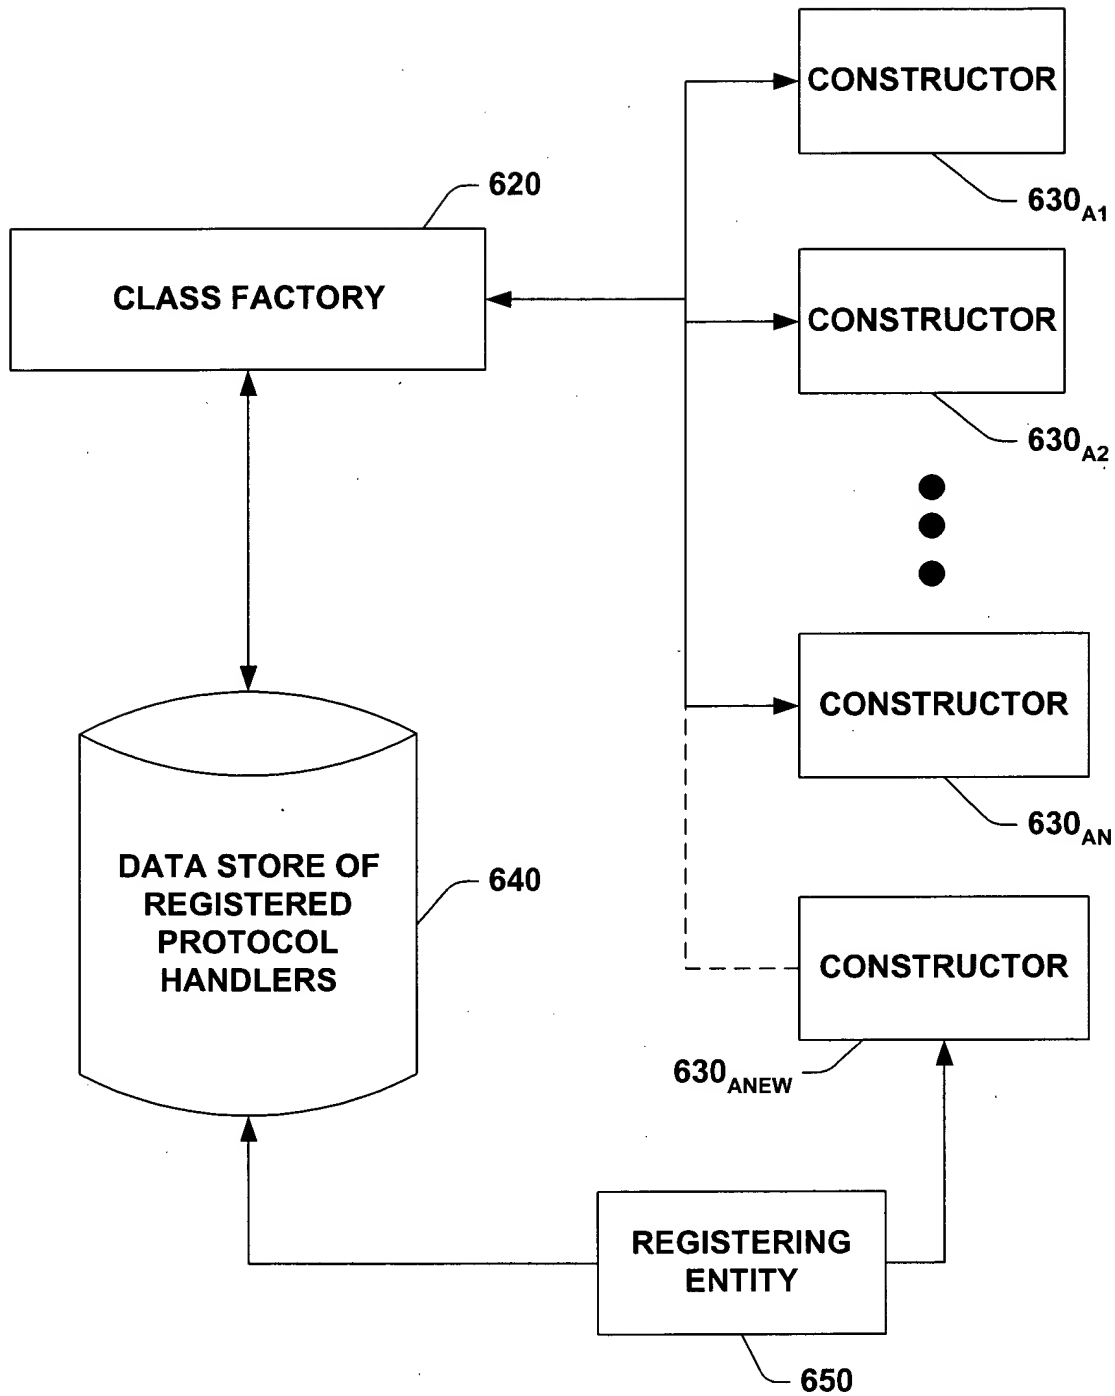 CONSTRUCTOR
630A1
620
CLASS FACTORY
CONSTRUCTOR
630A2
CONSTRUCTOR
630AN
DATA STORE OF
REGISTERED
PROTOCOL
HANDLERS
640
CONSTRUCTOR
630ANEW
REGISTERING
ENTITY
650